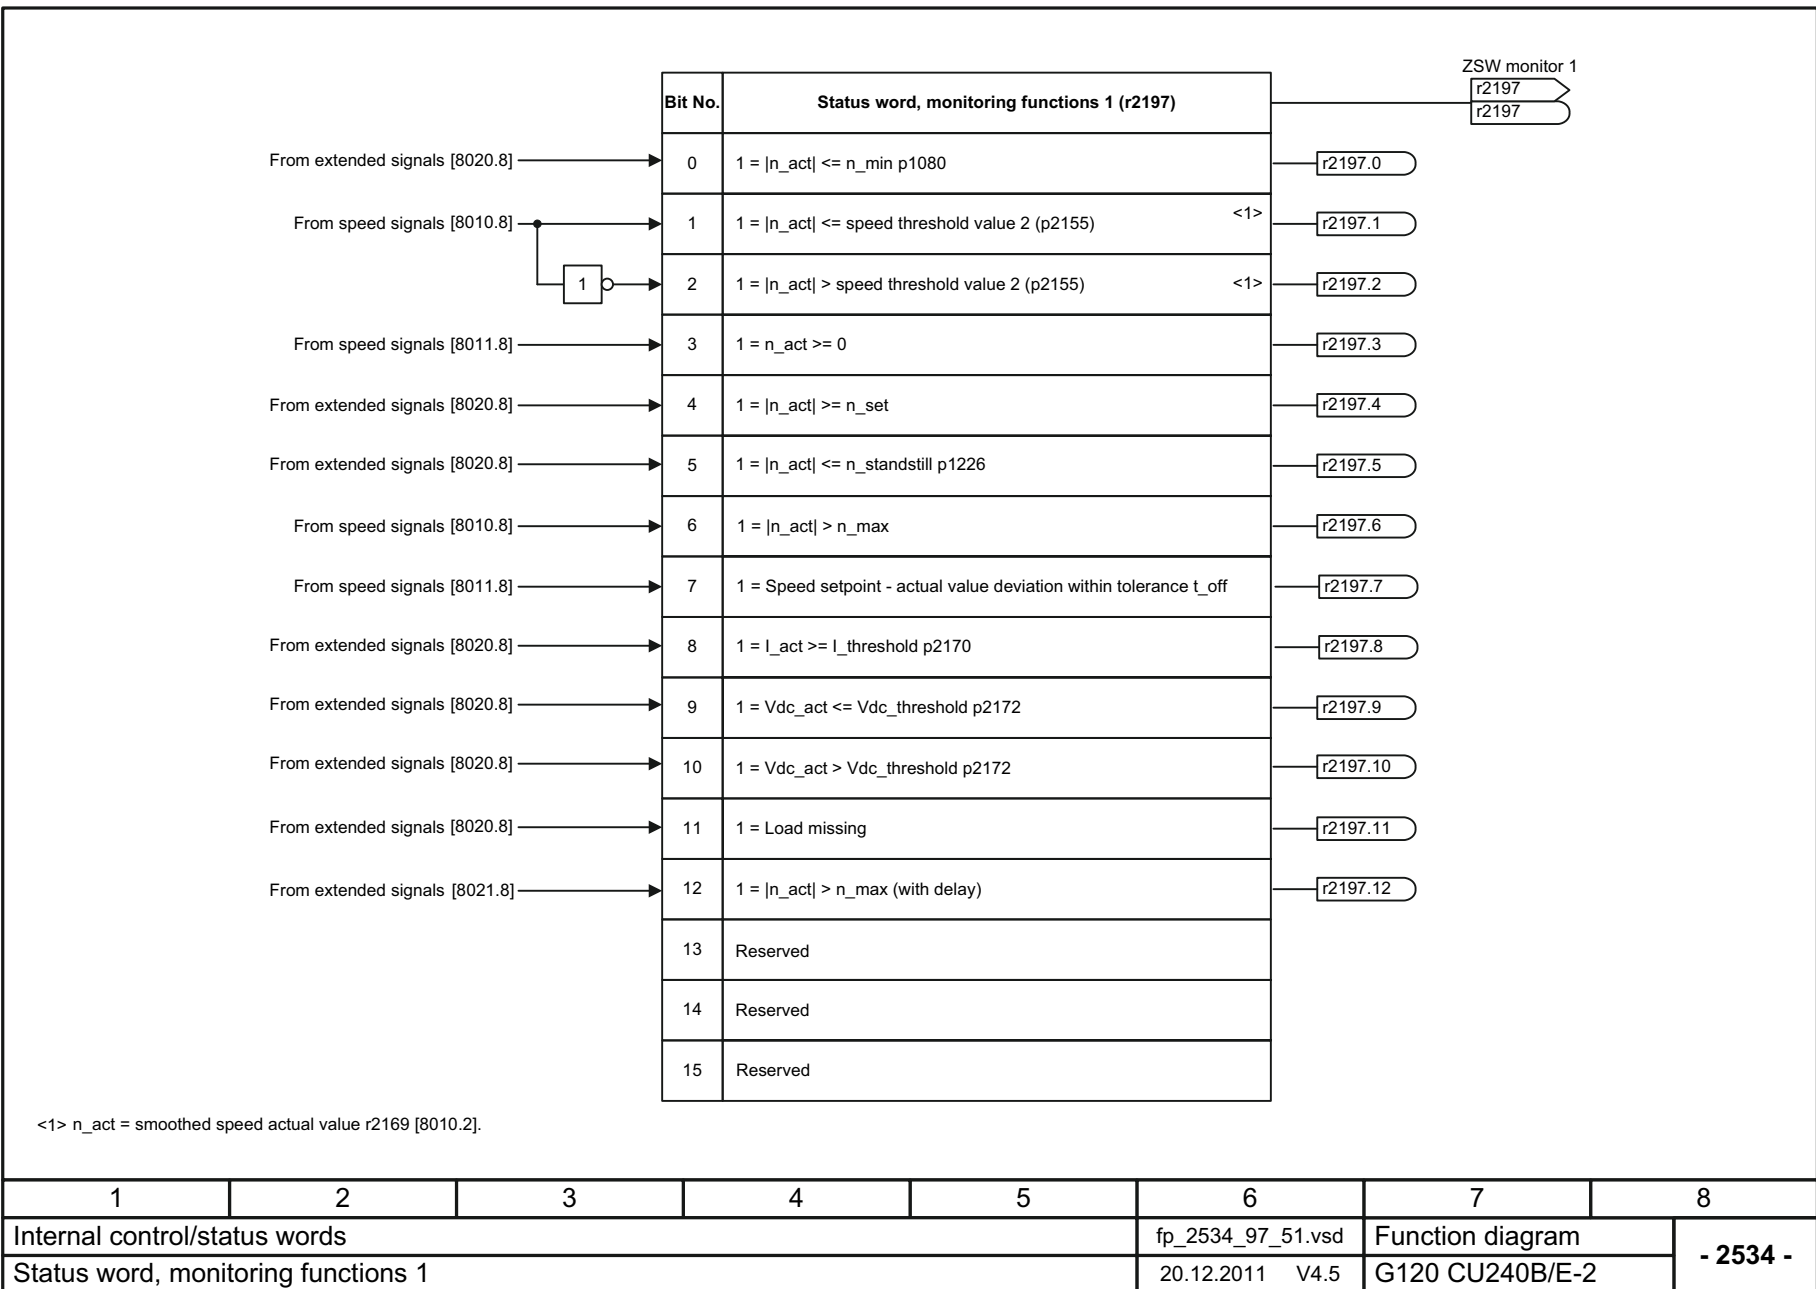 ZSW monitor 1
r2197
r2197
Bit No. Status word, monitoring functions 1 (r2197)
From extended signals [8020.8] 0 1 = |n_act| <= n_min p1080 r2197.0
From speed signals [8010.8] 1 1 = |n_act| <= speed threshold value 2 (p2155) <1> r2197.1
1 2 1 = |n_act| > speed threshold value 2 (p2155) <1> r2197.2
From speed signals [8011.8] 3 1 = n_act >= 0 r2197.3
From extended signals [8020.8] 4 1 = |n_act| >= n_set r2197.4
From extended signals [8020.8] 5 1 = |n_act| <= n_standstill p1226 r2197.5
From speed signals [8010.8] 6 1 = |n_act| > n_max r2197.6
From speed signals [8011.8] 7 1 = Speed setpoint - actual value deviation within tolerance t_off r2197.7
From extended signals [8020.8] 8 1 = I_act >= I_threshold p2170 r2197.8
From extended signals [8020.8] 9 1 = Vdc_act <= Vdc_threshold p2172 r2197.9
From extended signals [8020.8] 10 1 = Vdc_act > Vdc_threshold p2172 r2197.10
From extended signals [8020.8] 11 1 = Load missing r2197.11
From extended signals [8021.8] 12 1 = |n_act| > n_max (with delay) r2197.12
13 Reserved
14 Reserved
15 Reserved
<1> n_act = smoothed speed actual value r2169 [8010.2].
1 2 3 4 5 6 7 8
Internal control/status words fp_2534_97_51.vsd Function diagram
- 2534 -
Status word, monitoring functions 1 20.12.2011 V4.5 G120 CU240B/E-2